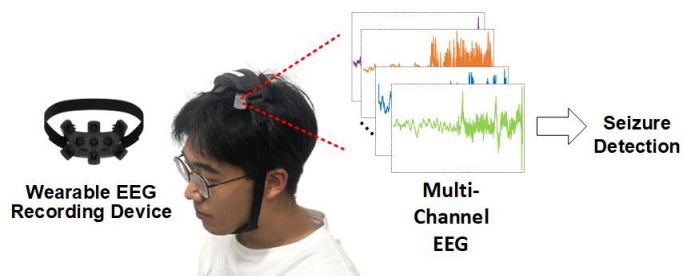 Wearable EEG
Recording Device
Multi-
Channel
EEG
Seizure
Detection